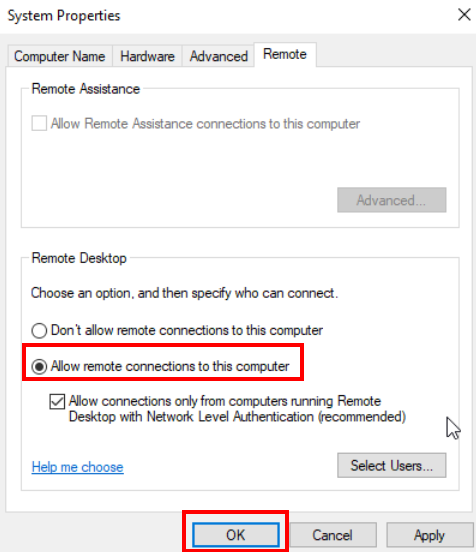 System Properties
Computer Name Hardware Advanced Remote
Remote Assistance
Allow Remote Assistance connections to this computer
Advanced...
Remote Desktop
Choose an option, and then specify who can connect.
Don't allow remote connections to this computer
Allow remote connections to this computer
Allow connections only from computers running Remote
Desktop with Network Level Authentication (recommended)
Help me choose Select Users...
OK Cancel Apply